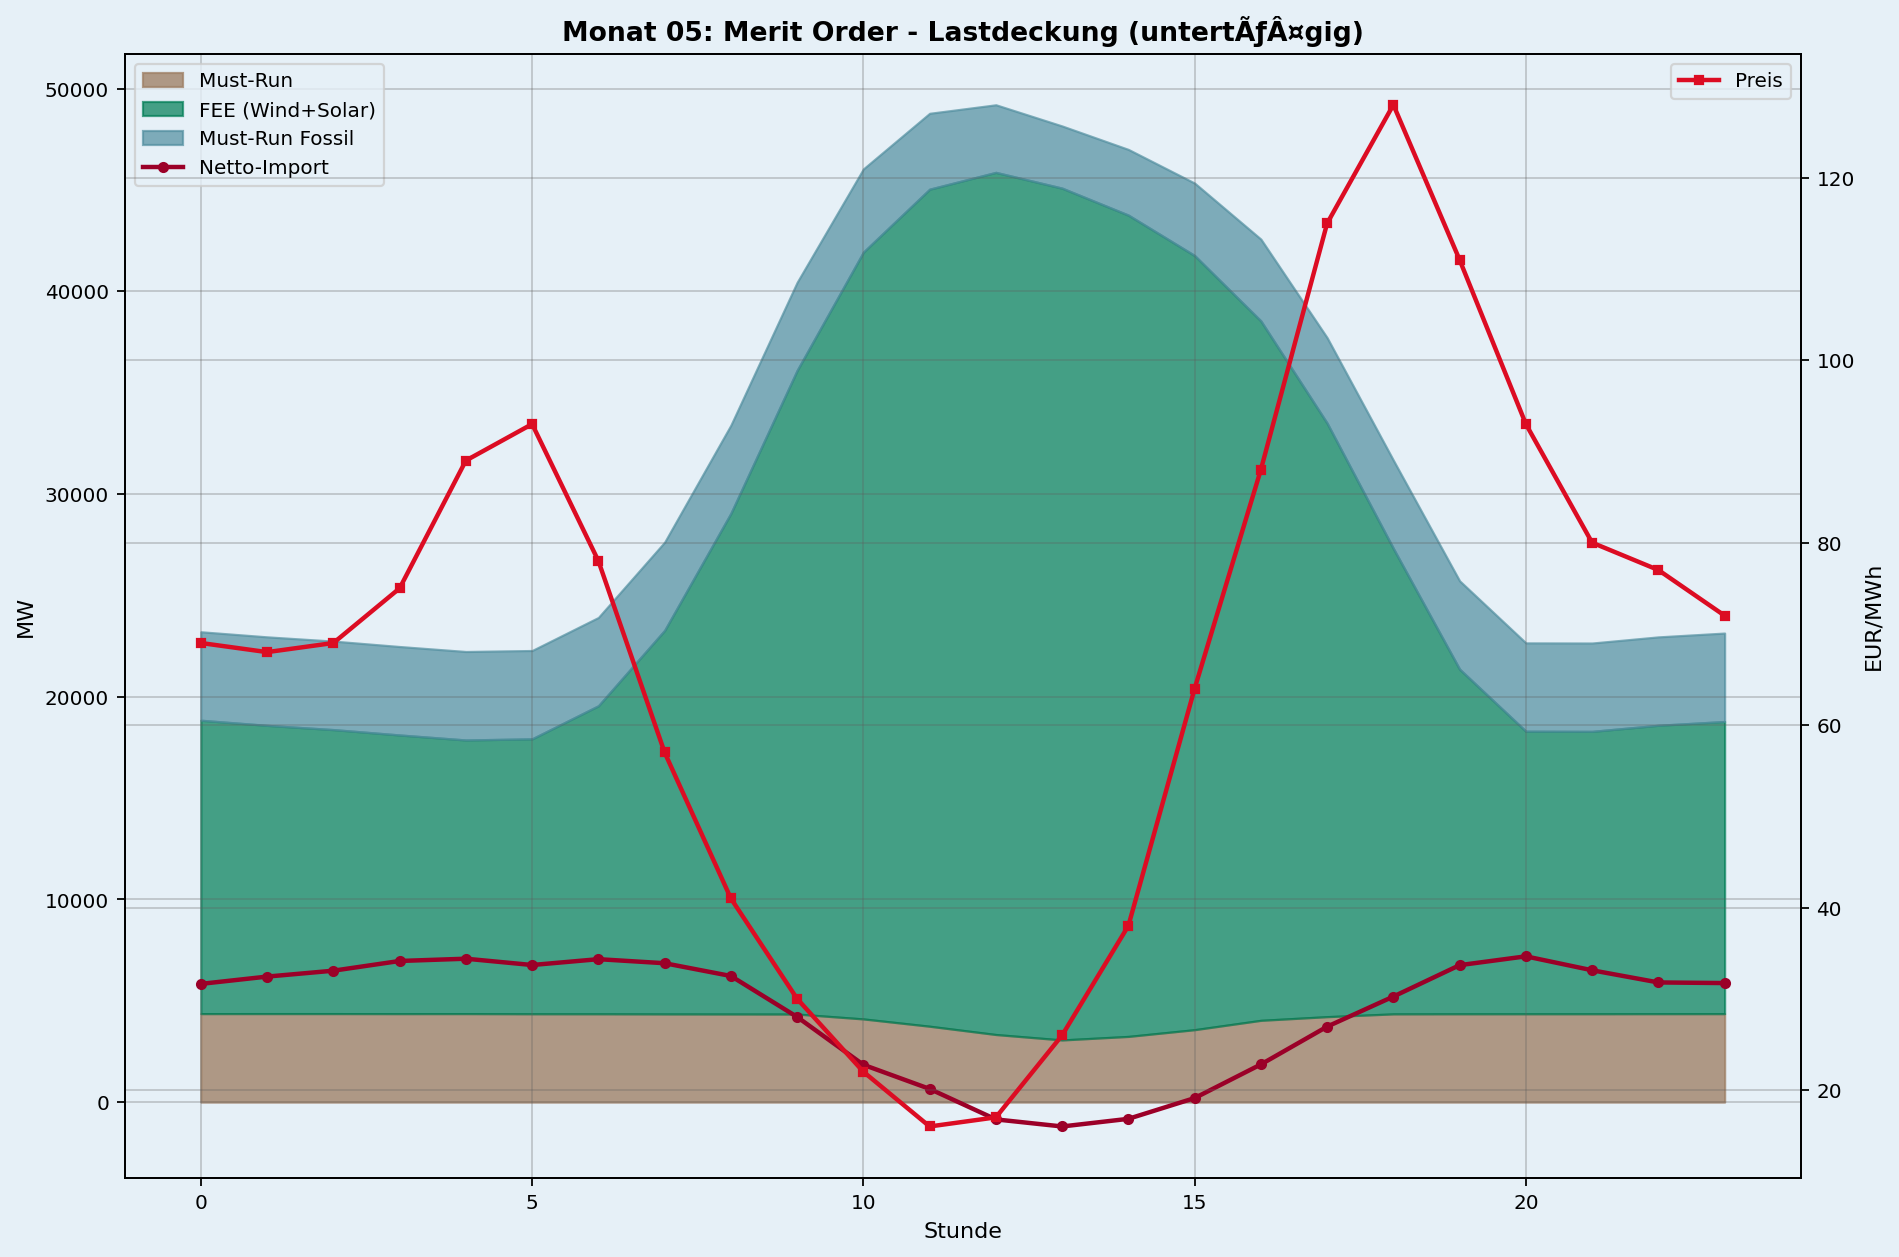 Monat 05: Merit Order - Lastdeckung (untertÃƒÂ¤gig)
Must-Run
FEE (Wind+Solar)
Must-Run Fossil
Netto-Import
Preis
50000
40000
30000
20000
10000
0
MW
120
100
80
60
40
20
EUR/MWh
0
5
10
15
20
Stunde